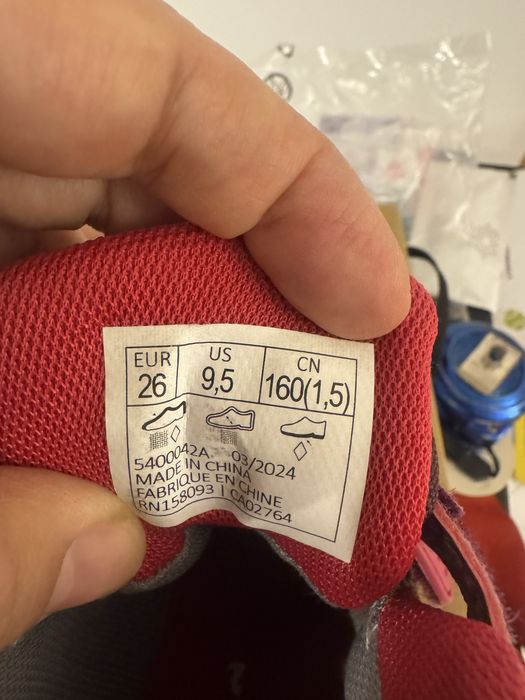 EUR US CN
26 9,5 160(1,5)
5400042A. 03/2024
MADE IN CHINA
FABRIQUE EN CHINE
RN158093 | CA02764